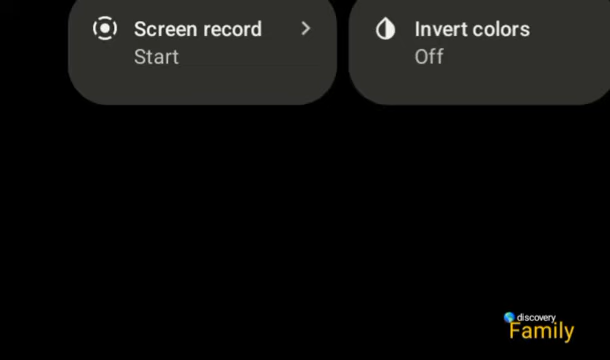 Screen record
Start
Invert colors
Off
discovery
Family